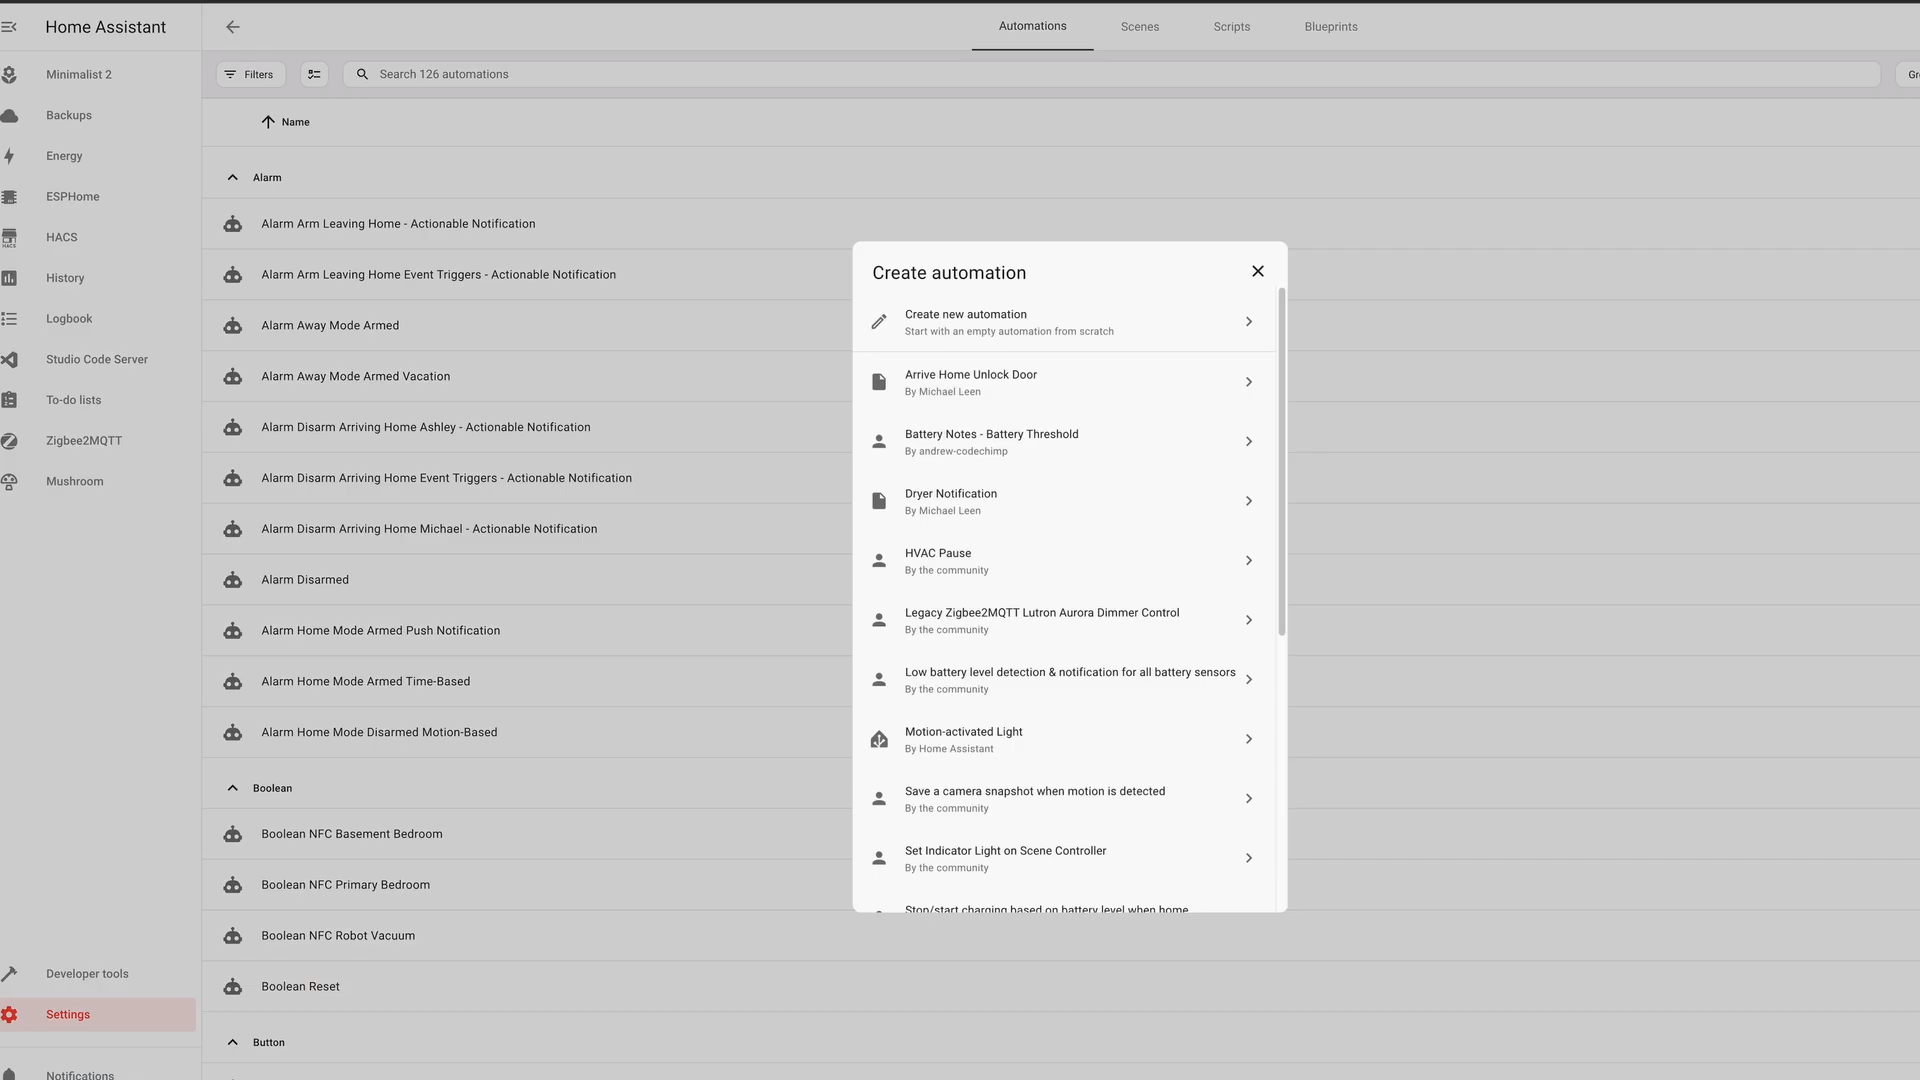 Home Assistant
Automations
Scenes
Scripts
Blueprints
Minimalist 2
Backups
Energy
ESPHome
HACS
HACS
History
Logbook
Studio Code Server
To-do lists
Zigbee2MQTT
Mushroom
Developer tools
Settings
Notifications
Filters
Search 126 automations
Name
Alarm
Alarm Arm Leaving Home - Actionable Notification
Alarm Arm Leaving Home Event Triggers - Actionable Notification
Alarm Away Mode Armed
Alarm Away Mode Armed Vacation
Alarm Disarm Arriving Home Ashley - Actionable Notification
Alarm Disarm Arriving Home Event Triggers - Actionable Notification
Alarm Disarm Arriving Home Michael - Actionable Notification
Alarm Disarmed
Alarm Home Mode Armed Push Notification
Alarm Home Mode Armed Time-Based
Alarm Home Mode Disarmed Motion-Based
Boolean
Boolean NFC Basement Bedroom
Boolean NFC Primary Bedroom
Boolean NFC Robot Vacuum
Boolean Reset
Button
Create automation
Create new automation
Start with an empty automation from scratch
Arrive Home Unlock Door
By Michael Leen
Battery Notes - Battery Threshold
By andrew-codechimp
Dryer Notification
By Michael Leen
HVAC Pause
By the community
Legacy Zigbee2MQTT Lutron Aurora Dimmer Control
By the community
Low battery level detection & notification for all battery sensors
By the community
Motion-activated Light
By Home Assistant
Save a camera snapshot when motion is detected
By the community
Set Indicator Light on Scene Controller
By the community
Stop/start charging based on battery level when home